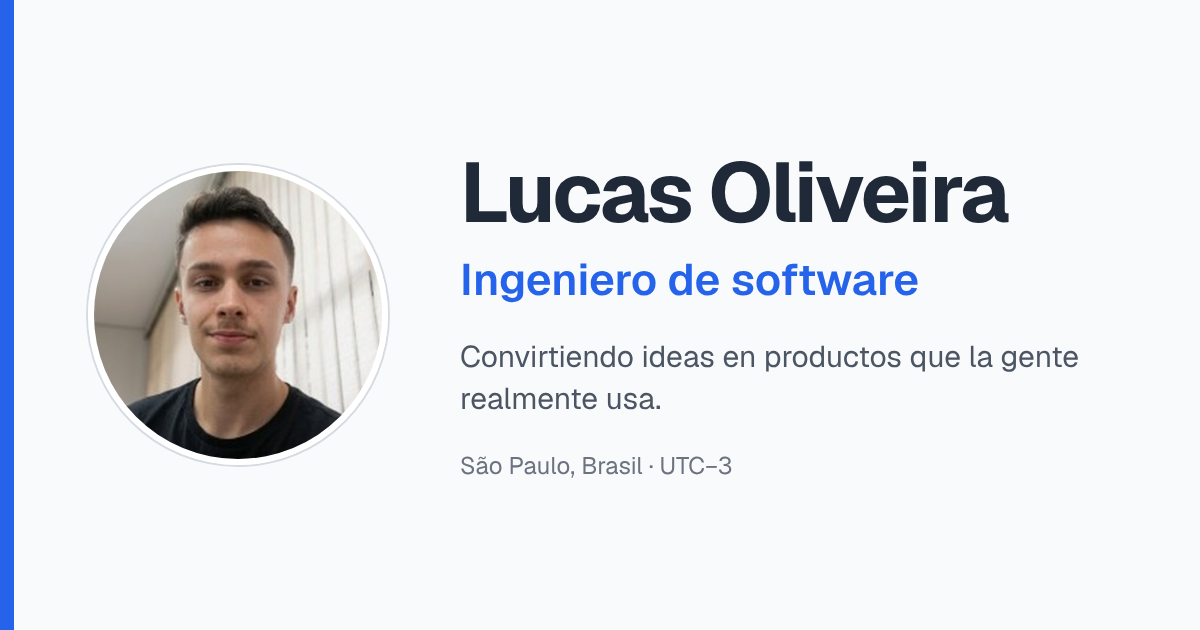 Lucas Oliveira
Ingeniero de software
Convirtiendo ideas en productos que la gente
realmente usa.
São Paulo, Brasil · UTC−3